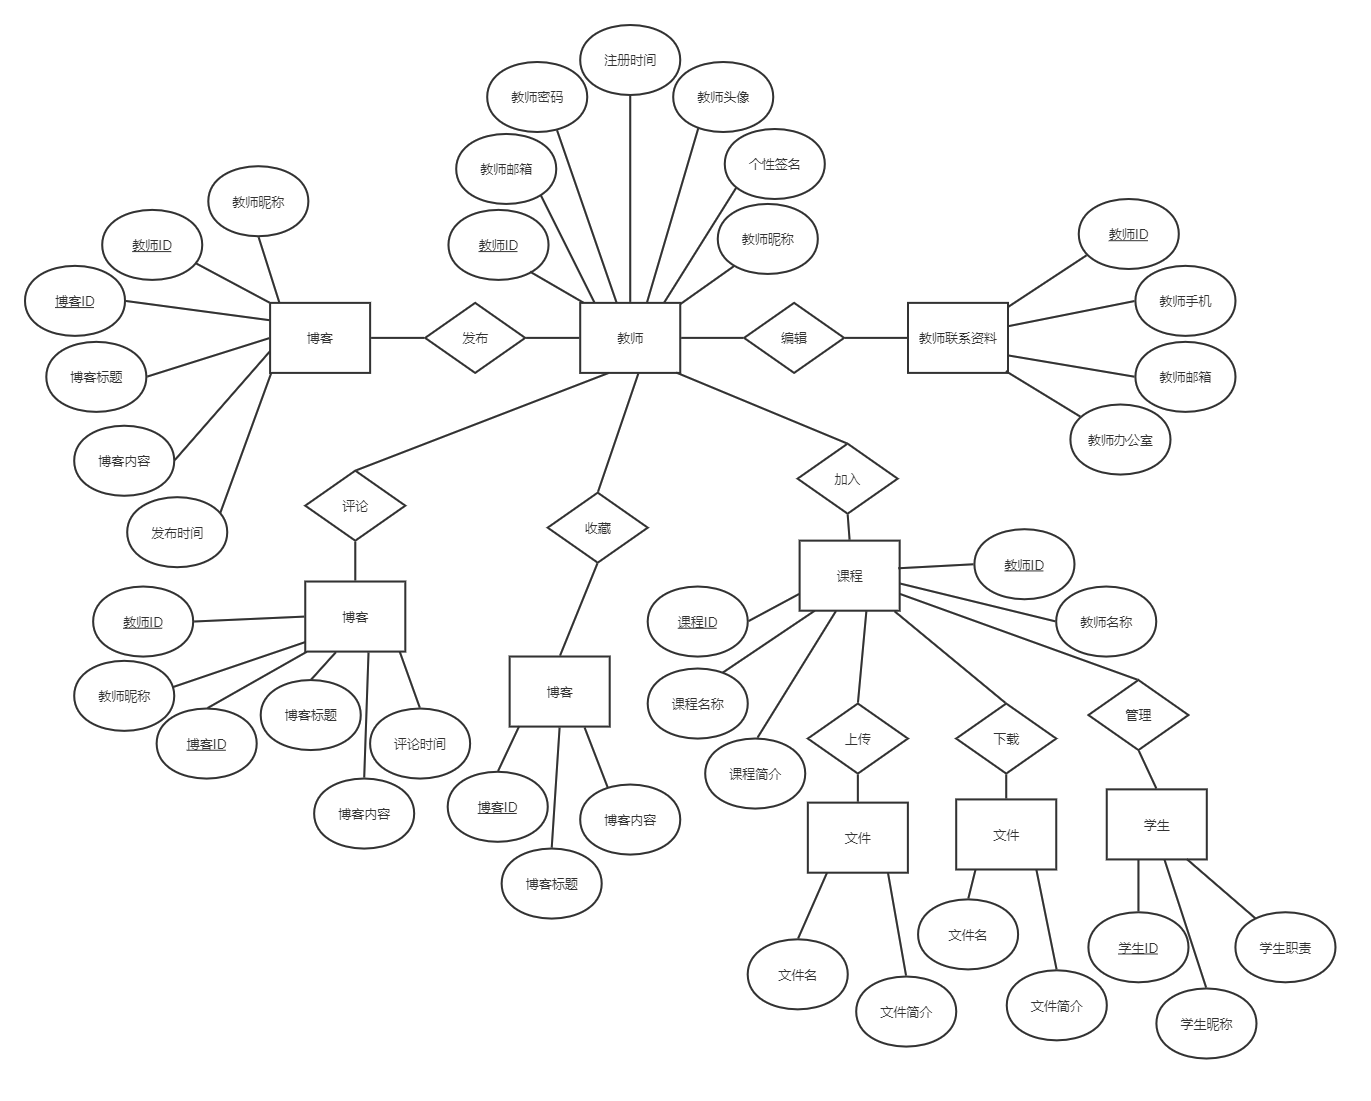 注册时间
教师密码
教师头像
教师邮箱
个性签名
教师昵称
教师ID
教师昵称
教师ID
教师ID
博客ID
教师手机
博客
发布
教师
编辑
教师联系资料
博客标题
教师邮箱
博客内容
教师办公室
发布时间
评论
收藏
加入
课程
教师ID
博客
教师ID
课程ID
教师名称
教师昵称
博客ID
博客标题
评论时间
博客内容
博客
博客ID
博客标题
博客内容
课程名称
课程简介
上传
下载
管理
文件
文件
学生
文件名
文件简介
文件名
文件简介
学生ID
学生昵称
学生职责